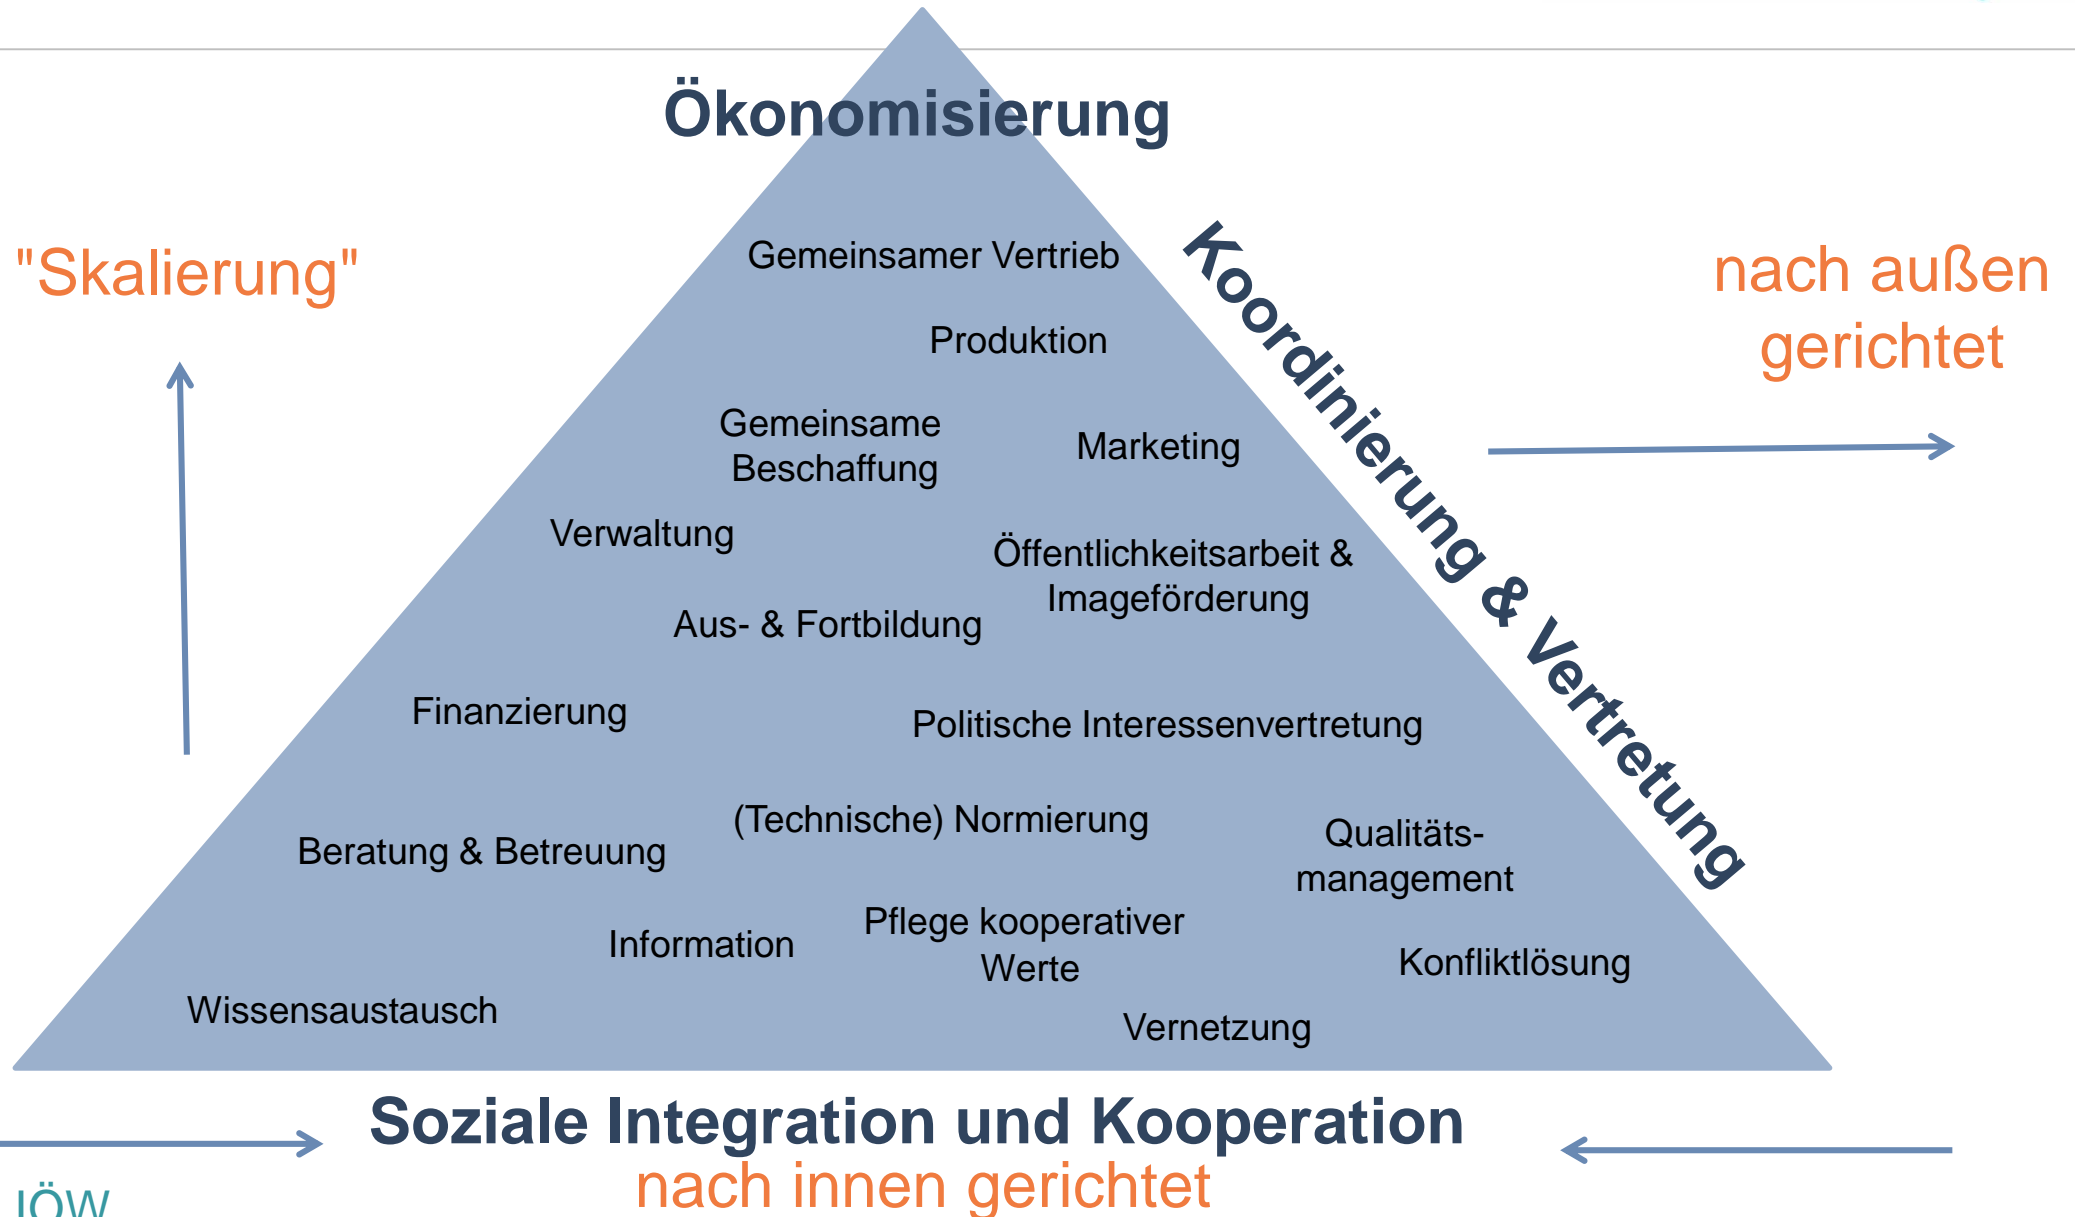 Ökonomisierung
"Skalierung"
nach außen
gerichtet
Koordinierung & Vertretung
Gemeinsamer Vertrieb
Produktion
Gemeinsame
Beschaffung
Marketing
Verwaltung
Öffentlichkeitsarbeit &
Imageförderung
Aus- & Fortbildung
Finanzierung
Politische Interessenvertretung
(Technische) Normierung
Beratung & Betreuung
Qualitäts-
management
Pflege kooperativer
Werte
Information
Konfliktlösung
Wissensaustausch
Vernetzung
Soziale Integration und Kooperation
nach innen gerichtet
IÖW